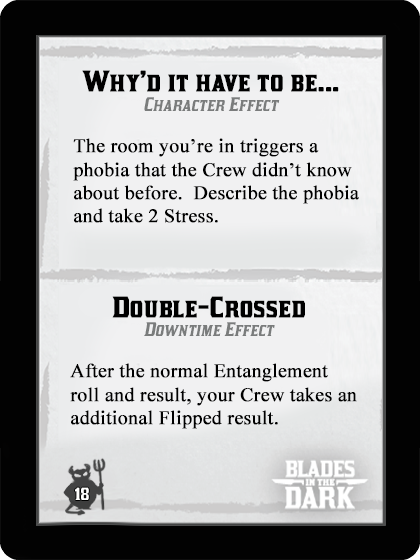 Why'd it have to be...
Character Effect
The room you're in triggers a
phobia that the Crew didn't know
about before.  Describe the phobia
and take 2 Stress.
Double-Crossed
Downtime Effect
After the normal Entanglement
roll and result, your Crew takes an
additional Flipped result.
18
BLADES
IN THE
DARK